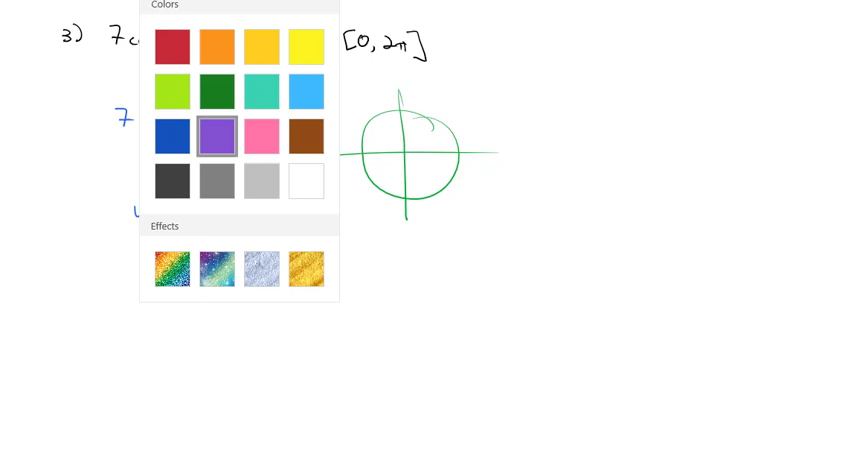 Colors
3) 7c [0, 2π]
7
Effects